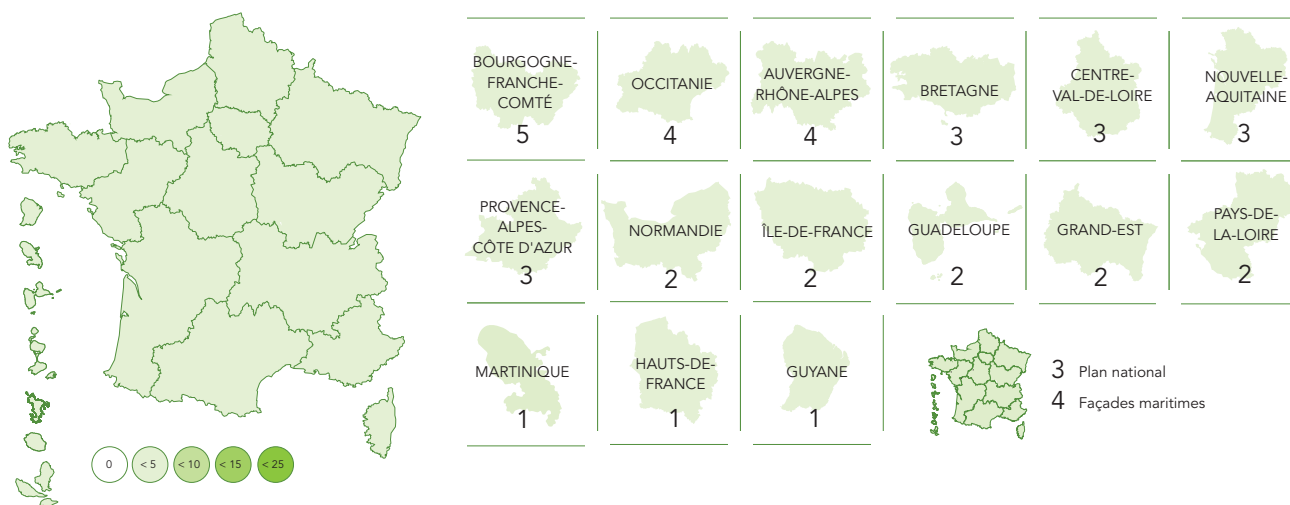 BOURGOGNE-
FRANCHE-
COMTÉ
5
OCCITANIE
4
AUVERGNE-
RHÔNE-ALPES
4
BRETAGNE
3
CENTRE-
VAL-DE-LOIRE
3
NOUVELLE-
AQUITAINE
3
PROVENCE-
ALPES-
CÔTE D'AZUR
3
NORMANDIE
2
ÎLE-DE-FRANCE
2
GUADELOUPE
2
GRAND-EST
2
PAYS-DE-
LA-LOIRE
2
MARTINIQUE
1
HAUTS-DE-
FRANCE
1
GUYANE
1
3 Plan national
4 Façades maritimes
0 < 5 < 10 < 15 < 25